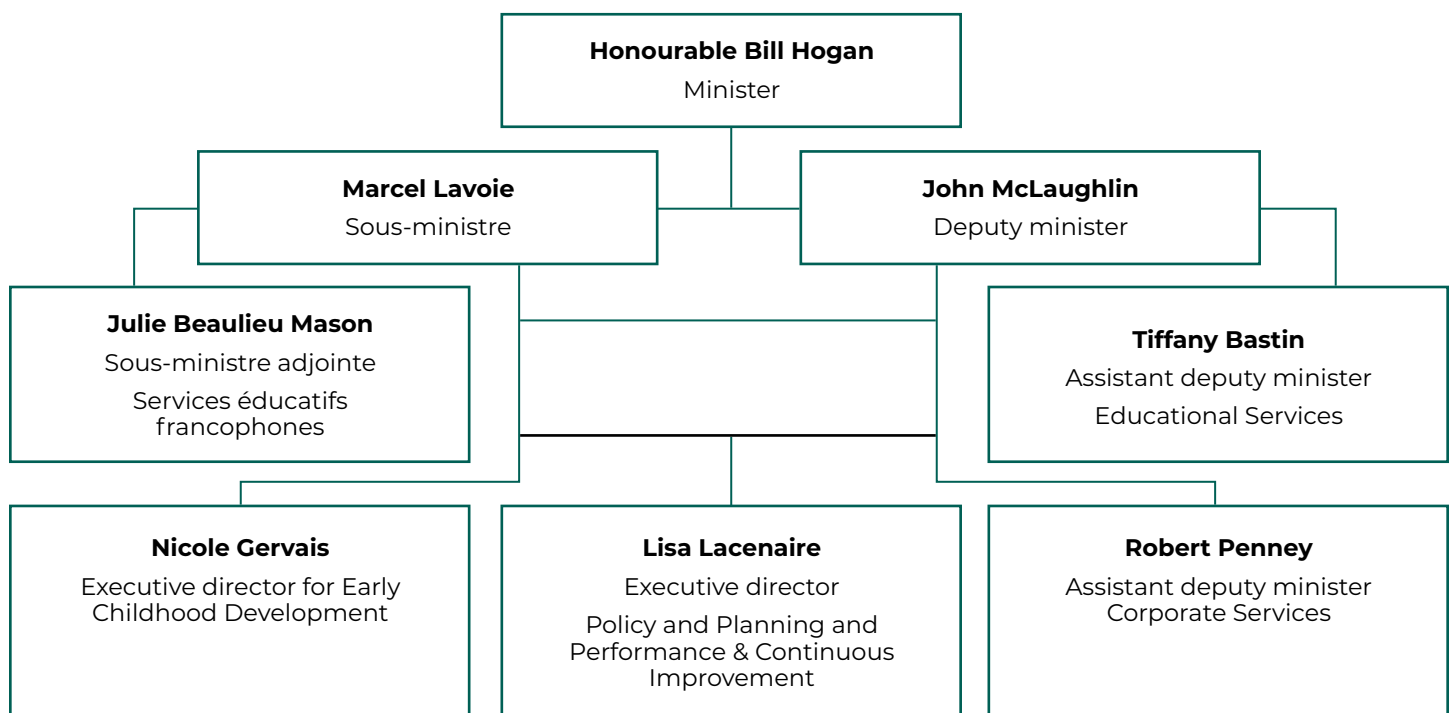 Honourable Bill Hogan
Minister
Marcel Lavoie
Sous-ministre
John McLaughlin
Deputy minister
Julie Beaulieu Mason
Sous-ministre adjointe
Services éducatifs
francophones
Tiffany Bastin
Assistant deputy minister
Educational Services
Nicole Gervais
Executive director for Early
Childhood Development
Lisa Lacenaire
Executive director
Policy and Planning and
Performance & Continuous
Improvement
Robert Penney
Assistant deputy minister
Corporate Services